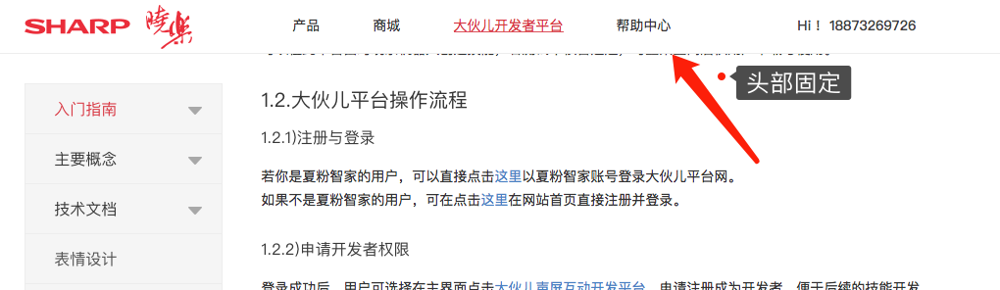 SHARP 曉樂 产品 商城 大伙儿开发者平台 帮助中心 Hi！ 18873269726
头部固定
入门指南
主要概念
技术文档
表情设计
1.2.大伙儿平台操作流程
1.2.1)注册与登录
若你是夏粉智家的用户，可以直接点击这里以夏粉智家账号登录大伙儿平台网。
如果不是夏粉智家的用户，可在点击这里在网站首页直接注册并登录。
1.2.2)申请开发者权限
登录成功后，用户可选择在主界面点击大伙儿声屏互动开发平台，申请注册成为开发者，便于后续的技能开发